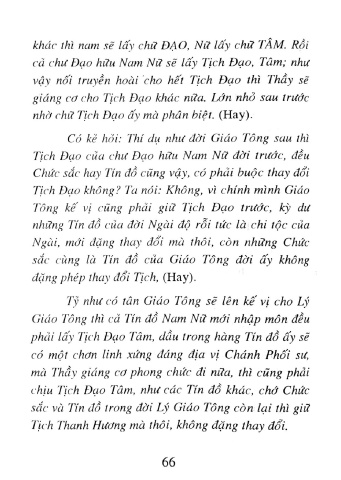 khác thì nam sẽ lấy chữ ĐẠO, Nữ lấy chữ TÂM. Rồi
cả chư Đạo hữu Nam Nữ sẽ lấy Tịch Đạo, Tâm; như
vậy nối truyền hoài cho hết Tịch Đạo thì Thầy sẽ
giáng cơ cho Tịch Đạo khác nữa. Lớn nhỏ sau trước
nhờ chữ Tịch Đạo ấy mà phân biệt. (Hay).
Có kẻ hỏi: Thí dụ như đời Giáo Tông sau thì
Tịch Đạo của chư Đạo hữu Nam Nữ đời trước, đều
Chức sắc hay Tín đồ cũng vậy, có phải buộc thay đổi
Tịch Đạo không? Ta nói: Không, vì chính mình Giáo
Tông kế vị cũng phải giữ Tịch Đạo trước, kỳ dư
những Tín đồ của đời Ngài độ rỗi tức là chi tộc của
Ngài, mới đặng thay đổi mà thôi, còn những Chức
sắc cùng là Tín đồ của Giáo Tông đời ấy không
đặng phép thay đổi Tịch, (Hay).
Tỷ như có tân Giáo Tông sẽ lên kế vị cho Lý
Giáo Tông thì cả Tín đồ Nam Nữ mới nhập môn đều
phải lấy Tịch Đạo Tâm, dầu trong hàng Tín đồ ấy sẽ
có một chơn linh xứng đáng địa vị Chánh Phối sư,
mà Thầy giáng cơ phong chức đi nữa, thì cũng phải
chịu Tịch Đạo Tâm, như các Tín đồ khác, chớ Chức
sắc và Tín đồ trong đời Lý Giáo Tông còn lại thì giữ
Tịch Thanh Hương mà thôi, không đặng thay đổi.
66